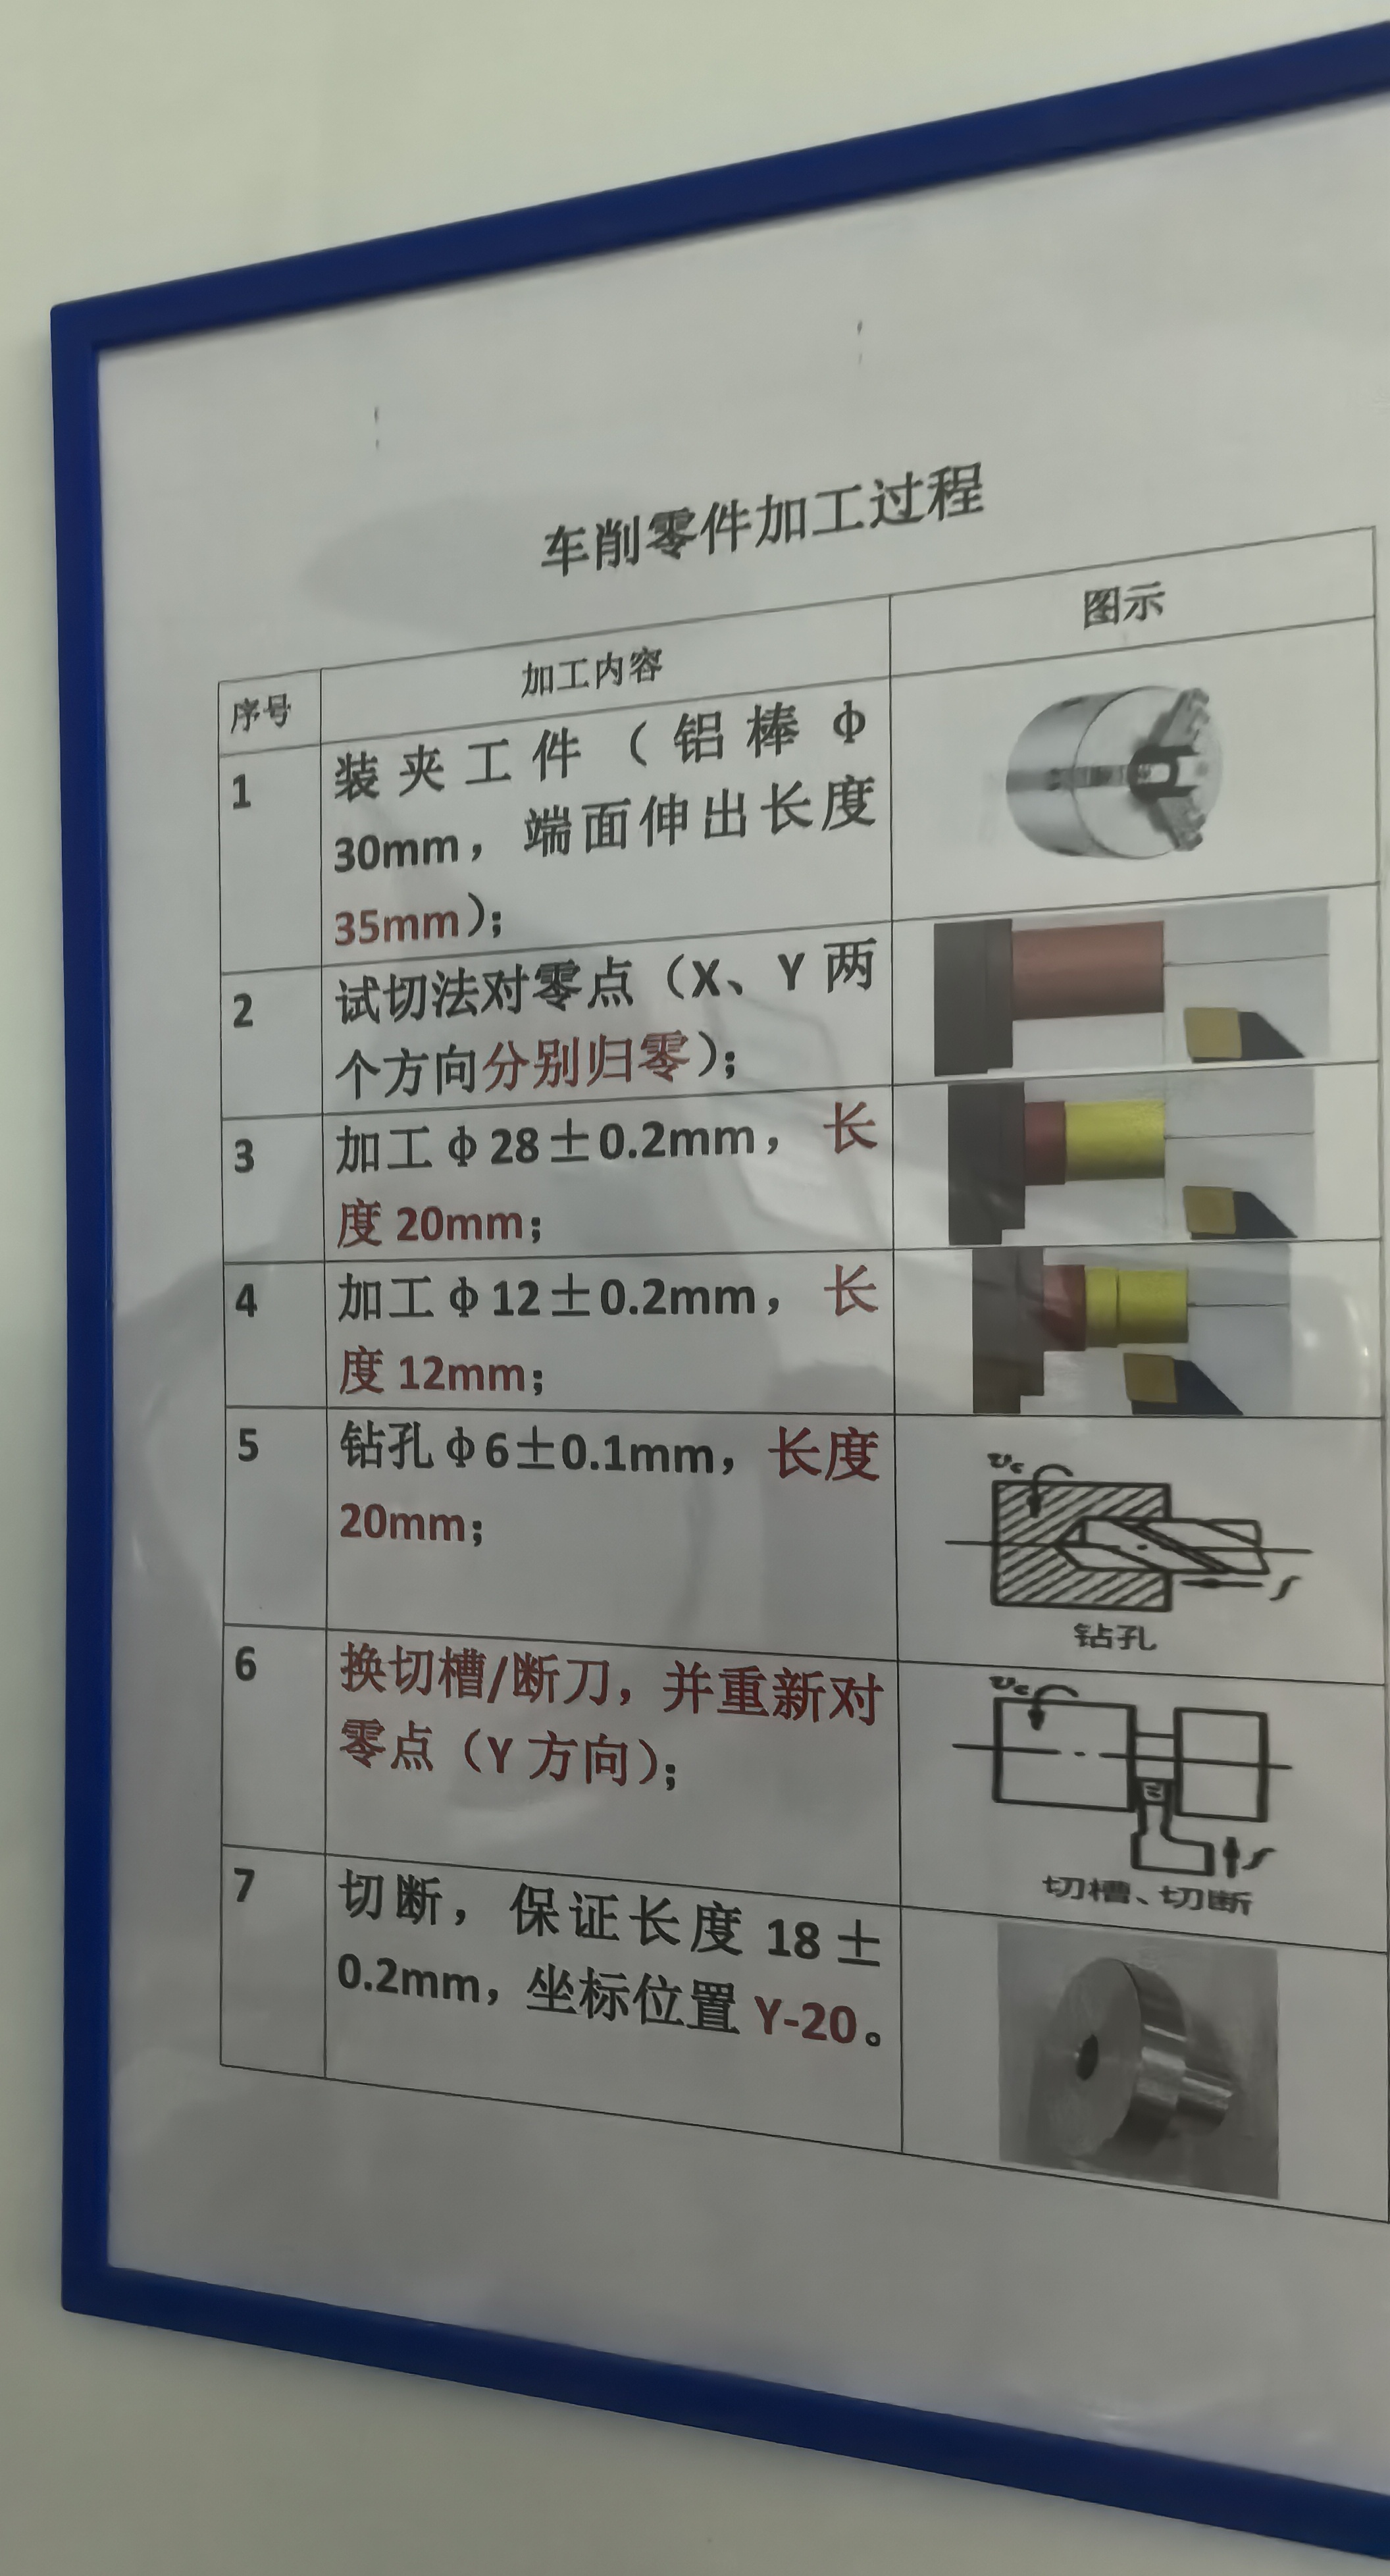 车削零件加工过程
序号
加工内容
图示
1
装夹工件（铝棒 Φ
30mm，端面伸出长度
35mm）；
2
试切法对零点（X、Y 两
个方向分别归零）；
3
加工 Φ28±0.2mm，长
度 20mm；
4
加工 Φ12±0.2mm，长
度 12mm；
5
钻孔 Φ6±0.1mm，长度
20mm；
vc
f
钻孔
6
换切槽/断刀，并重新对
零点（Y 方向）；
vc
f
切槽、切断
7
切断，保证长度 18±
0.2mm，坐标位置 Y-20。